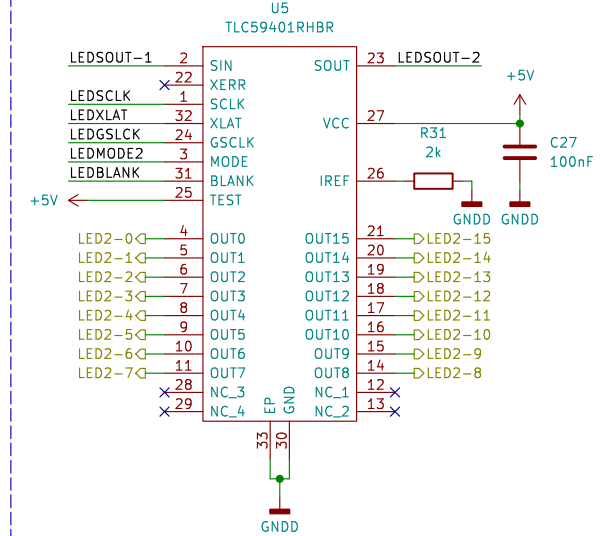 U5
TLC59401RHBR
LEDSOUT-1 2 SIN SOUT 23 LEDSOUT-2
22 XERR
+5V
LEDSCLK 1 SCLK
LEDXLAT 32 XLAT VCC 27
LEDGSLCK 24 GSCLK R31 C27
LEDMODE2 3 MODE 2k 100nF
LEDBLANK 31 BLANK IREF 26
+5V 25 TEST
GNDD GNDD
LED2-0 4 OUT0 OUT15 21 LED2-15
LED2-1 5 OUT1 OUT14 20 LED2-14
LED2-2 6 OUT2 OUT13 19 LED2-13
LED2-3 7 OUT3 OUT12 18 LED2-12
LED2-4 8 OUT4 OUT11 17 LED2-11
LED2-5 9 OUT5 OUT10 16 LED2-10
LED2-6 10 OUT6 OUT9 15 LED2-9
LED2-7 11 OUT7 OUT8 14 LED2-8
28 NC_3 NC_1 12
29 NC_4 NC_2 13
EP GND
33 30
GNDD